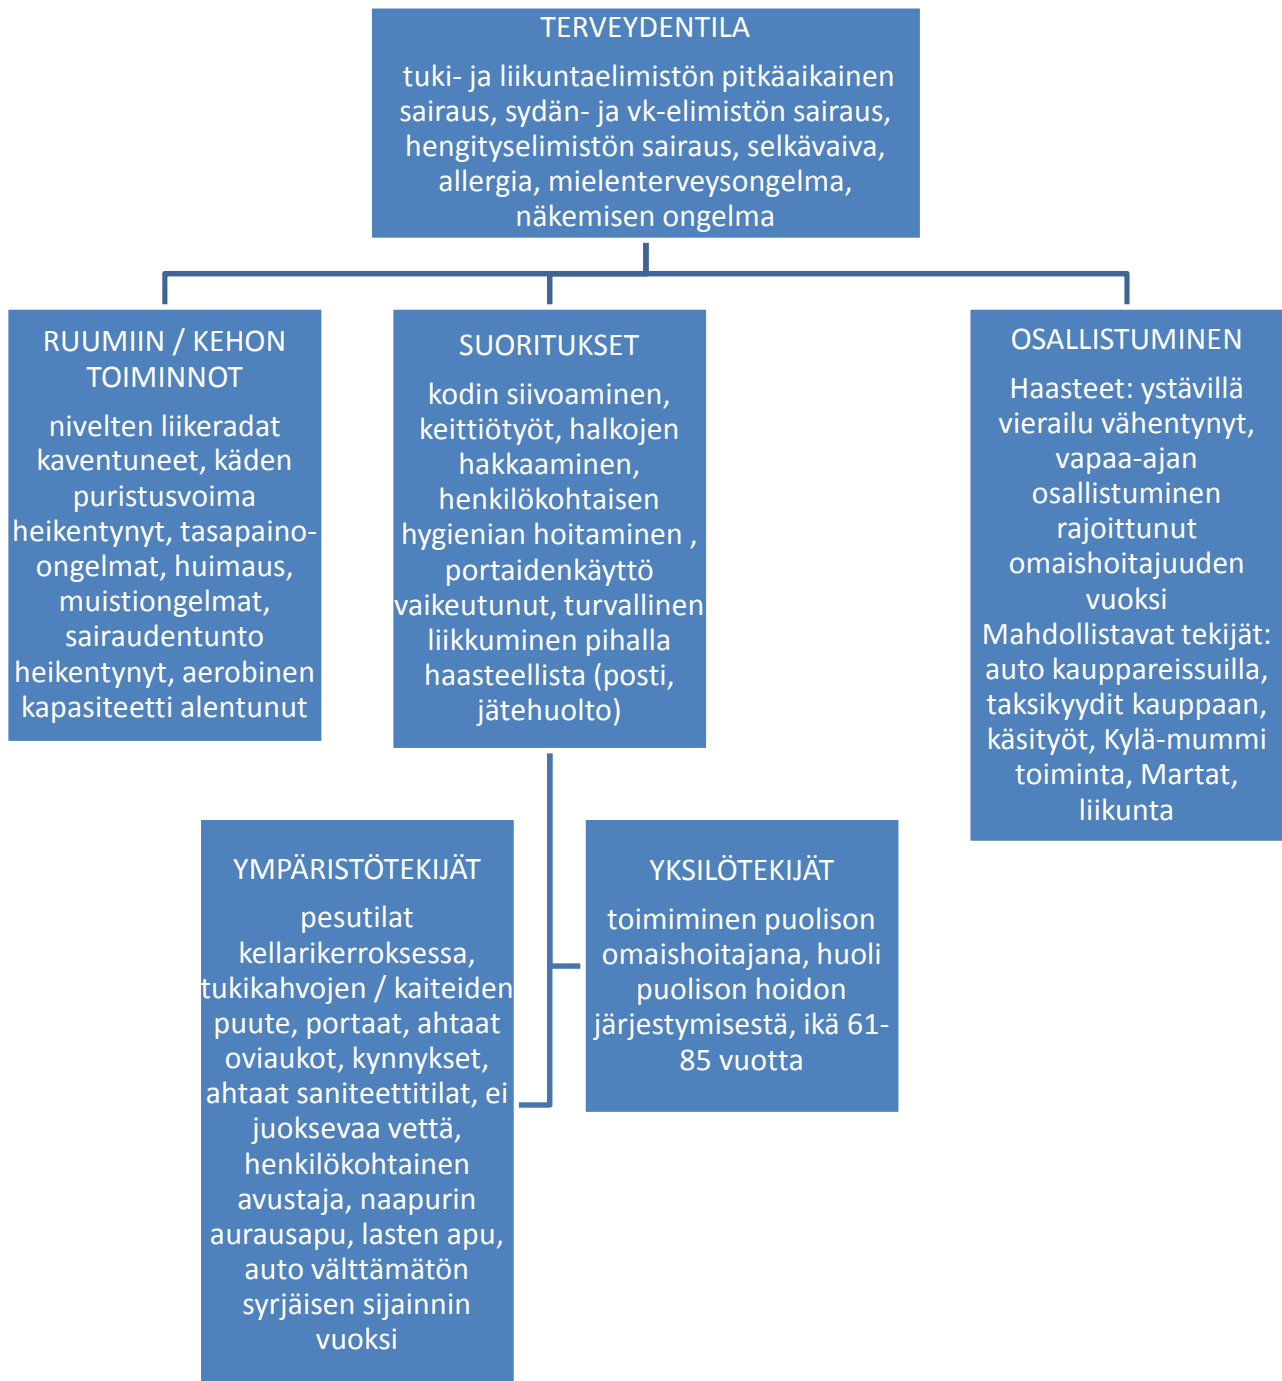 TERVEYDENTILA
tuki- ja liikuntaelimistön pitkäaikainen
sairaus, sydän- ja vk-elimistön sairaus,
hengityselimistön sairaus, selkävaiva,
allergia, mielenterveysongelma,
näkemisen ongelma
RUUMIIN / KEHON
TOIMINNOT
nivelten liikeradat
kaventuneet, käden
puristusvoima
heikentynyt, tasapaino-
ongelmat, huimaus,
muistiongelmat,
sairaudentunto
heikentynyt, aerobinen
kapasiteetti alentunut
SUORITUKSET
kodin siivoaminen,
keittiötyöt, halkojen
hakkaaminen,
henkilökohtaisen
hygienian hoitaminen ,
portaidenkäyttö
vaikeutunut, turvallinen
liikkuminen pihalla
haasteellista (posti,
jätehuolto)
OSALLISTUMINEN
Haasteet: ystävillä
vierailu vähentynyt,
vapaa-ajan
osallistuminen
rajoittunut
omaishoitajuuden
vuoksi
Mahdollistavat tekijät:
auto kauppareissuilla,
taksikyydit kauppaan,
käsityöt, Kylä-mummi
toiminta, Martat,
liikunta
YMPÄRISTÖTEKIJÄT
pesutilat
kellarikerroksessa,
tukikahvojen / kaiteiden
puute, portaat, ahtaat
oviaukot, kynnykset,
ahtaat saniteettitilat, ei
juoksevaa vettä,
henkilökohtainen
avustaja, naapurin
aurausapu, lasten apu,
auto välttämätön
syrjäisen sijainnin
vuoksi
YKSILÖTEKIJÄT
toimiminen puolison
omaishoitajana, huoli
puolison hoidon
järjestymisestä, ikä 61-
85 vuotta